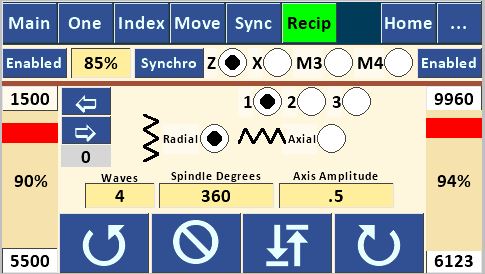 Main One Index Move Sync Recip Home ...
Enabled 85% Synchro Z X M3 M4 Enabled
1500 1 2 3 9960
Radial Axial
0
90% Waves Spindle Degrees Axis Amplitude 94%
4 360 .5
5500 6123